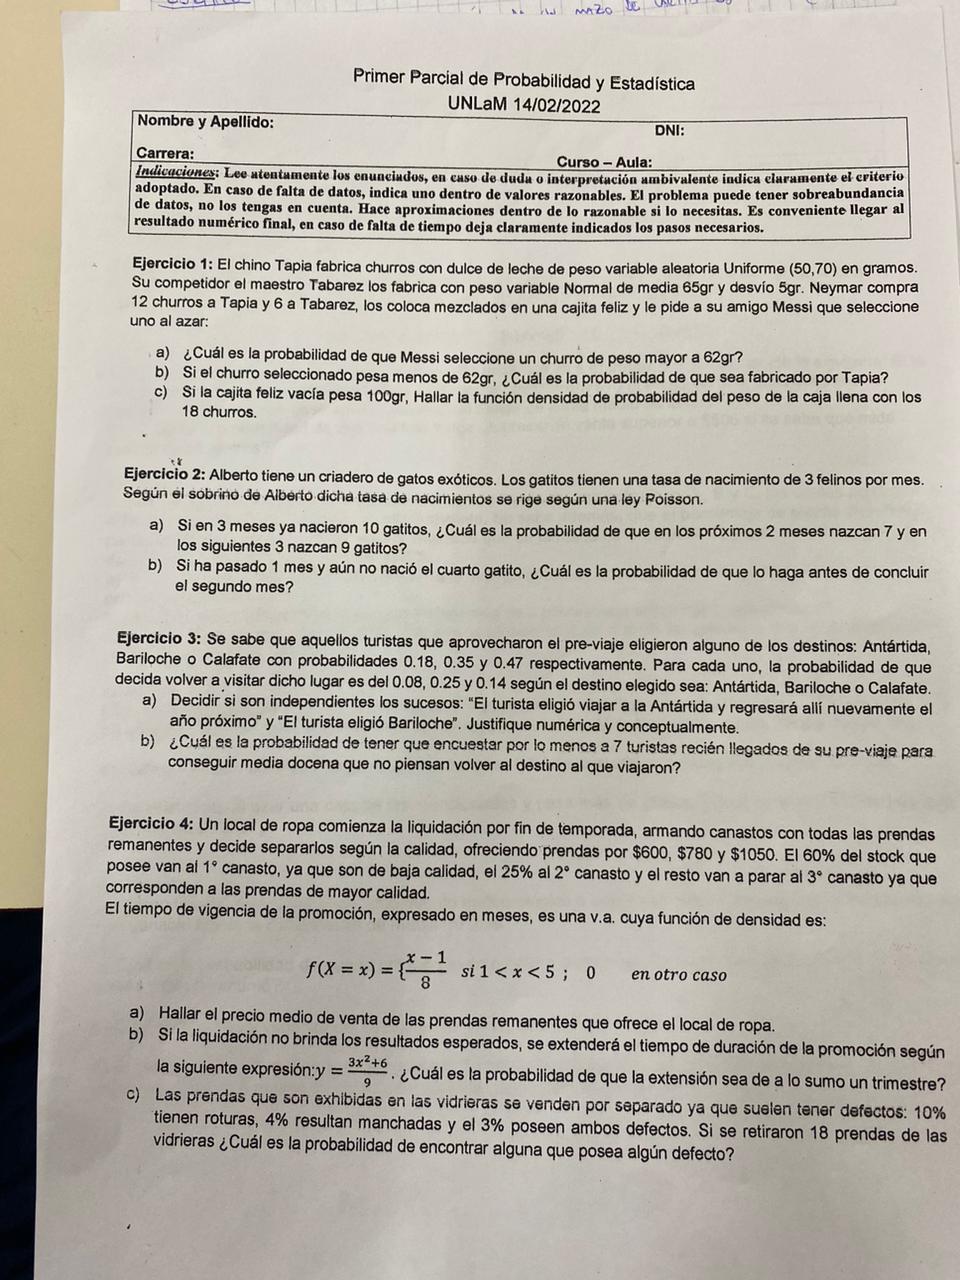 MAZO DE
Primer Parcial de Probabilidad y Estadística
UNLaM 14/02/2022
Nombre y Apellido:
DNI:
Carrera:
Curso – Aula:
Indicaciones: Lee atentamente los enunciados, en caso de duda o interpretación ambivalente indica claramente el criterio
adoptado. En caso de falta de datos, indica uno dentro de valores razonables. El problema puede tener sobreabundancia
de datos, no los tengas en cuenta. Hace aproximaciones dentro de lo razonable si lo necesitas. Es conveniente llegar al
resultado numérico final, en caso de falta de tiempo deja claramente indicados los pasos necesarios.
Ejercicio 1: El chino Tapia fabrica churros con dulce de leche de peso variable aleatoria Uniforme (50,70) en gramos.
Su competidor el maestro Tabarez los fabrica con peso variable Normal de media 65gr y desvío 5gr. Neymar compra
12 churros a Tapia y 6 a Tabarez, los coloca mezclados en una cajita feliz y le pide a su amigo Messi que seleccione
uno al azar:
a) ¿Cuál es la probabilidad de que Messi seleccione un churro de peso mayor a 62gr?
b) Si el churro seleccionado pesa menos de 62gr, ¿Cuál es la probabilidad de que sea fabricado por Tapia?
c) Si la cajita feliz vacía pesa 100gr, Hallar la función densidad de probabilidad del peso de la caja llena con los
18 churros.
Ejercicio 2: Alberto tiene un criadero de gatos exóticos. Los gatitos tienen una tasa de nacimiento de 3 felinos por mes.
Según el sobrino de Alberto dicha tasa de nacimientos se rige según una ley Poisson.
a) Si en 3 meses ya nacieron 10 gatitos, ¿Cuál es la probabilidad de que en los próximos 2 meses nazcan 7 y en
los siguientes 3 nazcan 9 gatitos?
b) Si ha pasado 1 mes y aún no nació el cuarto gatito, ¿Cuál es la probabilidad de que lo haga antes de concluir
el segundo mes?
Ejercicio 3: Se sabe que aquellos turistas que aprovecharon el pre-viaje eligieron alguno de los destinos: Antártida,
Bariloche o Calafate con probabilidades 0.18, 0.35 y 0.47 respectivamente. Para cada uno, la probabilidad de que
decida volver a visitar dicho lugar es del 0.08, 0.25 y 0.14 según el destino elegido sea: Antártida, Bariloche o Calafate.
a) Decidir si son independientes los sucesos: “El turista eligió viajar a la Antártida y regresará allí nuevamente el
año próximo” y “El turista eligió Bariloche”. Justifique numérica y conceptualmente.
b) ¿Cuál es la probabilidad de tener que encuestar por lo menos a 7 turistas recién llegados de su pre-viaje para
conseguir media docena que no piensan volver al destino al que viajaron?
Ejercicio 4: Un local de ropa comienza la liquidación por fin de temporada, armando canastos con todas las prendas
remanentes y decide separarlos según la calidad, ofreciendo prendas por $600, $780 y $1050. El 60% del stock que
posee van al 1° canasto, ya que son de baja calidad, el 25% al 2° canasto y el resto van a parar al 3° canasto ya que
corresponden a las prendas de mayor calidad.
El tiempo de vigencia de la promoción, expresado en meses, es una v.a. cuya función de densidad es:
f(X = x) = { x − 1 / 8 si 1 < x < 5 ; 0 en otro caso
a) Hallar el precio medio de venta de las prendas remanentes que ofrece el local de ropa.
b) Si la liquidación no brinda los resultados esperados, se extenderá el tiempo de duración de la promoción según
la siguiente expresión: y = 3x²+6 / 9 . ¿Cuál es la probabilidad de que la extensión sea de a lo sumo un trimestre?
c) Las prendas que son exhibidas en las vidrieras se venden por separado ya que suelen tener defectos: 10%
tienen roturas, 4% resultan manchadas y el 3% poseen ambos defectos. Si se retiraron 18 prendas de las
vidrieras ¿Cuál es la probabilidad de encontrar alguna que posea algún defecto?